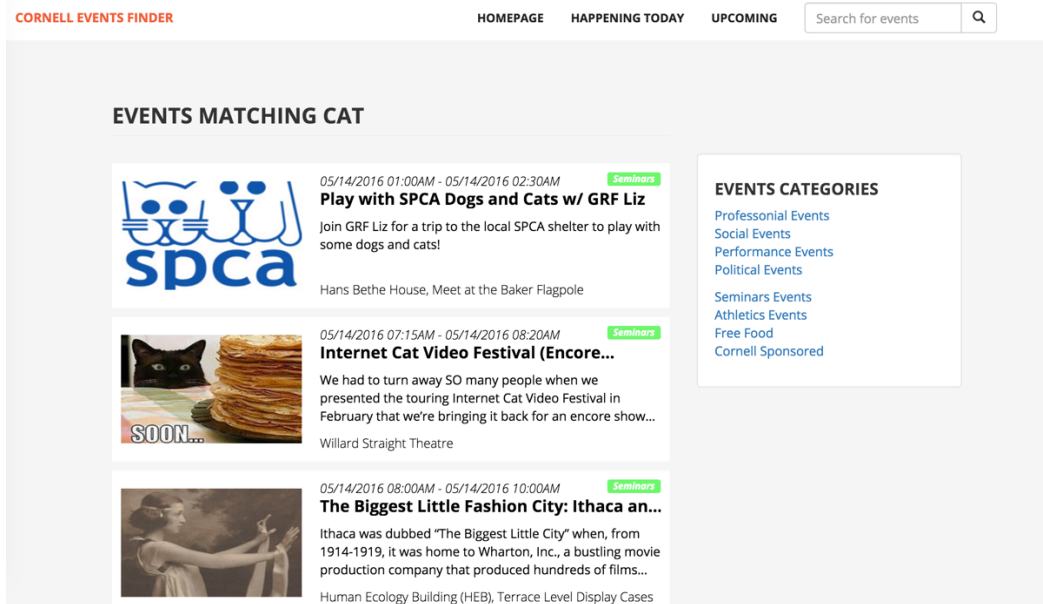 CORNELL EVENTS FINDER
HOMEPAGE
HAPPENING TODAY
UPCOMING
Search for events
EVENTS MATCHING CAT
05/14/2016 01:00AM - 05/14/2016 02:30AM
Seminars
Play with SPCA Dogs and Cats w/ GRF Liz
Join GRF Liz for a trip to the local SPCA shelter to play with
some dogs and cats!
Hans Bethe House, Meet at the Baker Flagpole
spca
05/14/2016 07:15AM - 05/14/2016 08:20AM
Seminars
Internet Cat Video Festival (Encore...
We had to turn away SO many people when we
presented the touring Internet Cat Video Festival in
February that we're bringing it back for an encore show...
Willard Straight Theatre
SOON...
05/14/2016 08:00AM - 05/14/2016 10:00AM
Seminars
The Biggest Little Fashion City: Ithaca an...
Ithaca was dubbed "The Biggest Little City" when, from
1914-1919, it was home to Wharton, Inc., a bustling movie
production company that produced hundreds of films...
Human Ecology Building (HEB), Terrace Level Display Cases
EVENTS CATEGORIES
Professonial Events
Social Events
Performance Events
Political Events
Seminars Events
Athletics Events
Free Food
Cornell Sponsored